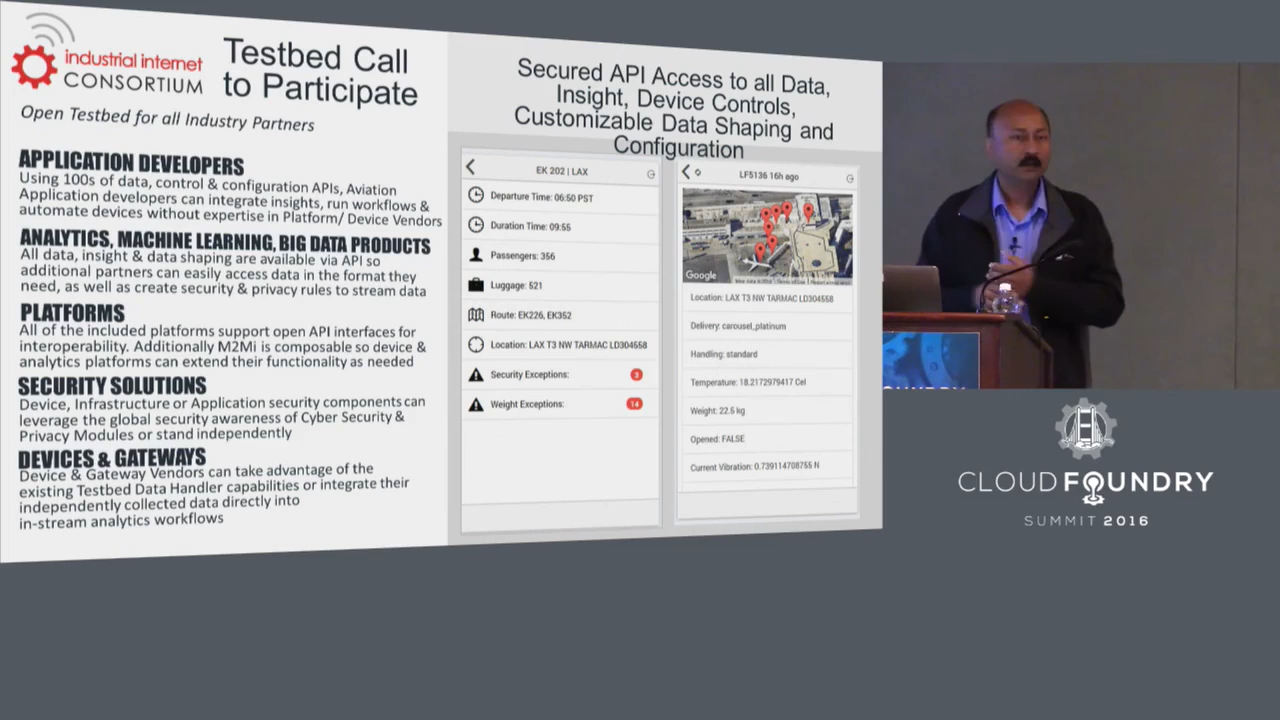 industrial internet
CONSORTIUM
Testbed Call
to Participate
Open Testbed for all Industry Partners
APPLICATION DEVELOPERS
Using 100s of data, control & configuration APIs, Aviation
Application developers can integrate insights, run workflows &
automate devices without expertise in Platform/ Device Vendors
ANALYTICS, MACHINE LEARNING, BIG DATA PRODUCTS
All data, insight & data shaping are available via API so
additional partners can easily access data in the format they
need, as well as create security & privacy rules to stream data
PLATFORMS
All of the included platforms support open API interfaces for
interoperability. Additionally M2Mi is composable so device &
analytics platforms can extend their functionality as needed
SECURITY SOLUTIONS
Device, Infrastructure or Application security components can
leverage the global security awareness of Cyber Security &
Privacy Modules or stand independently
DEVICES & GATEWAYS
Device & Gateway Vendors can take advantage of the
existing Testbed Data Handler capabilities or integrate their
independently collected data directly into
in-stream analytics workflows
Secured API Access to all Data,
Insight, Device Controls,
Customizable Data Shaping and
Configuration
EK 202 | LAX
Departure Time: 06:50 PST
Duration Time: 09:55
Passengers: 356
Luggage: 521
Route: EK226, EK352
Location: LAX T3 NW TARMAC LD304558
Security Exceptions: 3
Weight Exceptions: 14
LF5136 16h ago
Google
Location: LAX T3 NW TARMAC LD304558
Delivery: carousel_platinum
Handling: standard
Temperature: 18.2172979417 Cel
Weight: 22.5 kg
Opened: FALSE
Current Vibration: 0.739114708755 N
CLOUD FOUNDRY
SUMMIT 2016